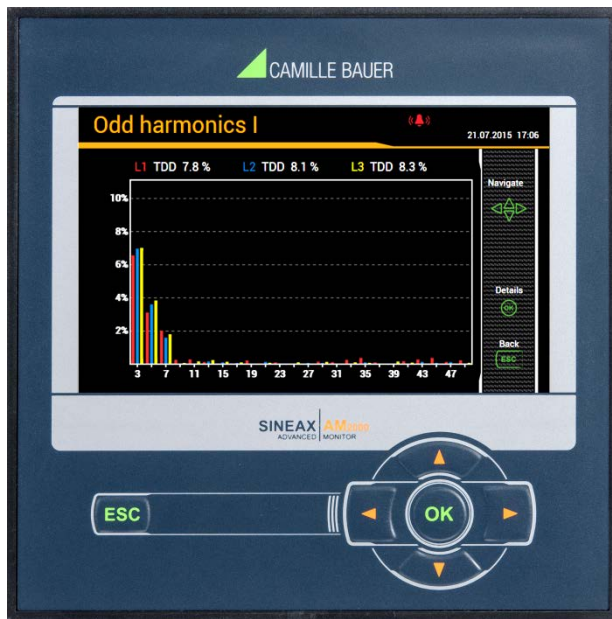 CAMILLE BAUER
Odd harmonics I
21.07.2015 17:06
L1 TDD 7.8 % L2 TDD 8.1 % L3 TDD 8.3 %
Navigate
10%
8%
6%
4%
2%
Details
OK
Back
ESC
3 7 11 15 19 23 27 31 35 39 43 47
SINEAX AM2000
ADVANCED MONITOR
ESC
OK